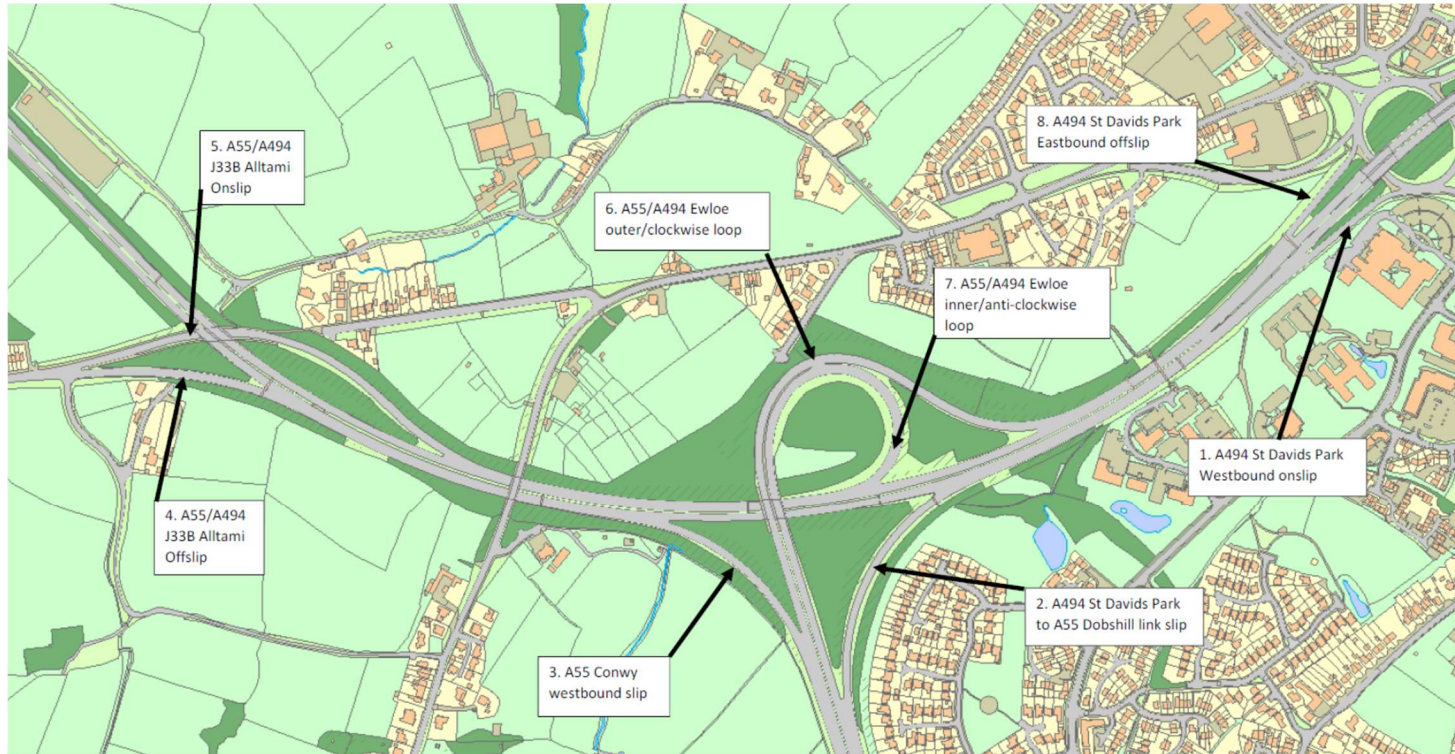 5. A55/A494
J33B Alltami
Onslip
8. A494 St Davids Park
Eastbound offslip
6. A55/A494 Ewloe
outer/clockwise loop
7. A55/A494 Ewloe
inner/anti-clockwise
loop
1. A494 St Davids Park
Westbound onslip
4. A55/A494
J33B Alltami
Offslip
2. A494 St Davids Park
to A55 Dobshill link slip
3. A55 Conwy
westbound slip